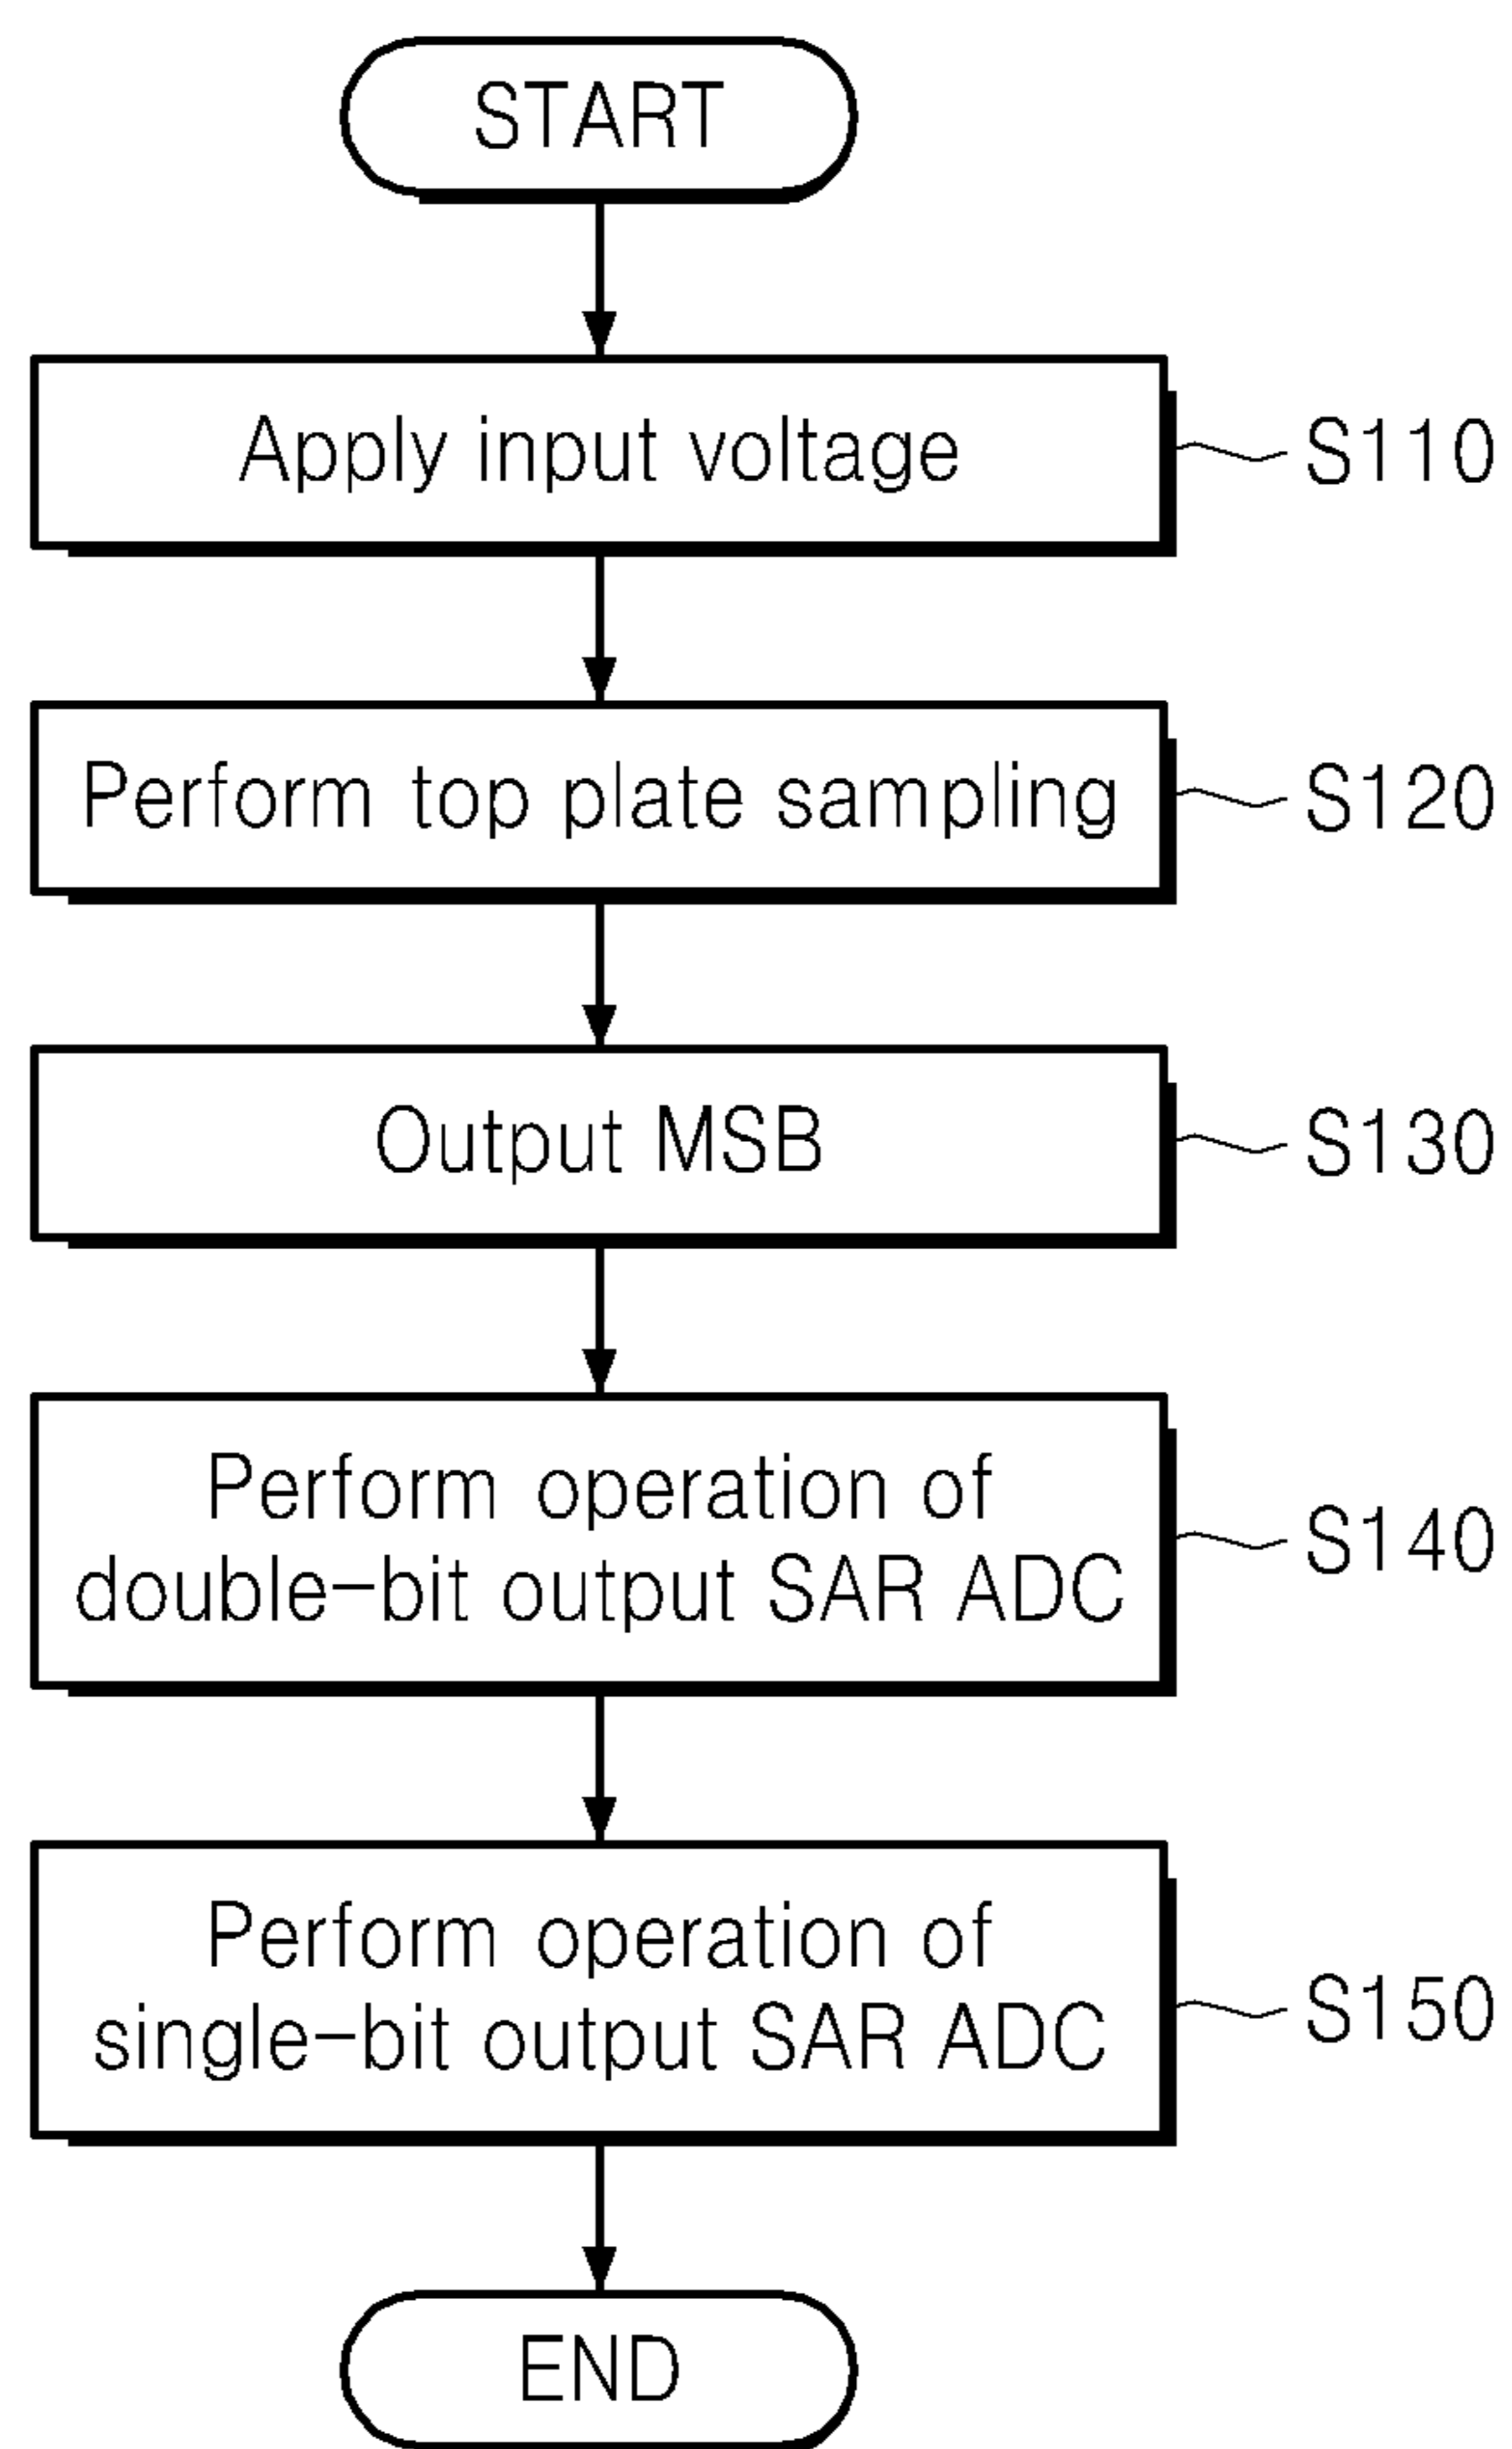 START
Apply input voltage
S110
Perform top plate sampling
S120
Output MSB
S130
Perform operation of
double-bit output SAR ADC
S140
Perform operation of
single-bit output SAR ADC
S150
END